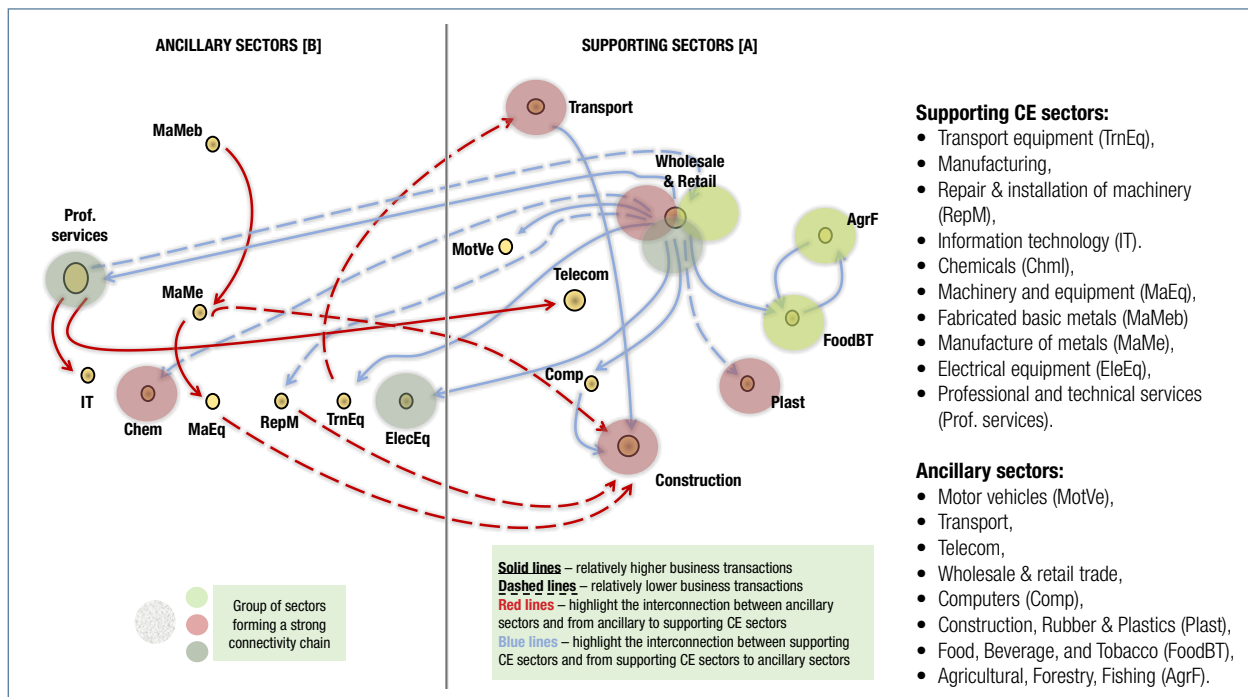 ANCILLARY SECTORS [B]
SUPPORTING SECTORS [A]
Transport
MaMeb
Wholesale
& Retail
Prof.
services
AgrF
MotVe
Telecom
MaMe
FoodBT
Comp
IT
Chem
MaEq
RepM
TrnEq
ElecEq
Plast
Construction
Group of sectors
forming a strong
connectivity chain
Solid lines – relatively higher business transactions
Dashed lines – relatively lower business transactions
Red lines – highlight the interconnection between ancillary
sectors and from ancillary to supporting CE sectors
Blue lines – highlight the interconnection between supporting
CE sectors and from supporting CE sectors to ancillary sectors
Supporting CE sectors:
• Transport equipment (TrnEq),
• Manufacturing,
• Repair & installation of machinery
(RepM),
• Information technology (IT).
• Chemicals (Chml),
• Machinery and equipment (MaEq),
• Fabricated basic metals (MaMeb)
• Manufacture of metals (MaMe),
• Electrical equipment (EleEq),
• Professional and technical services
(Prof. services).
Ancillary sectors:
• Motor vehicles (MotVe),
• Transport,
• Telecom,
• Wholesale & retail trade,
• Computers (Comp),
• Construction, Rubber & Plastics (Plast),
• Food, Beverage, and Tobacco (FoodBT),
• Agricultural, Forestry, Fishing (AgrF).